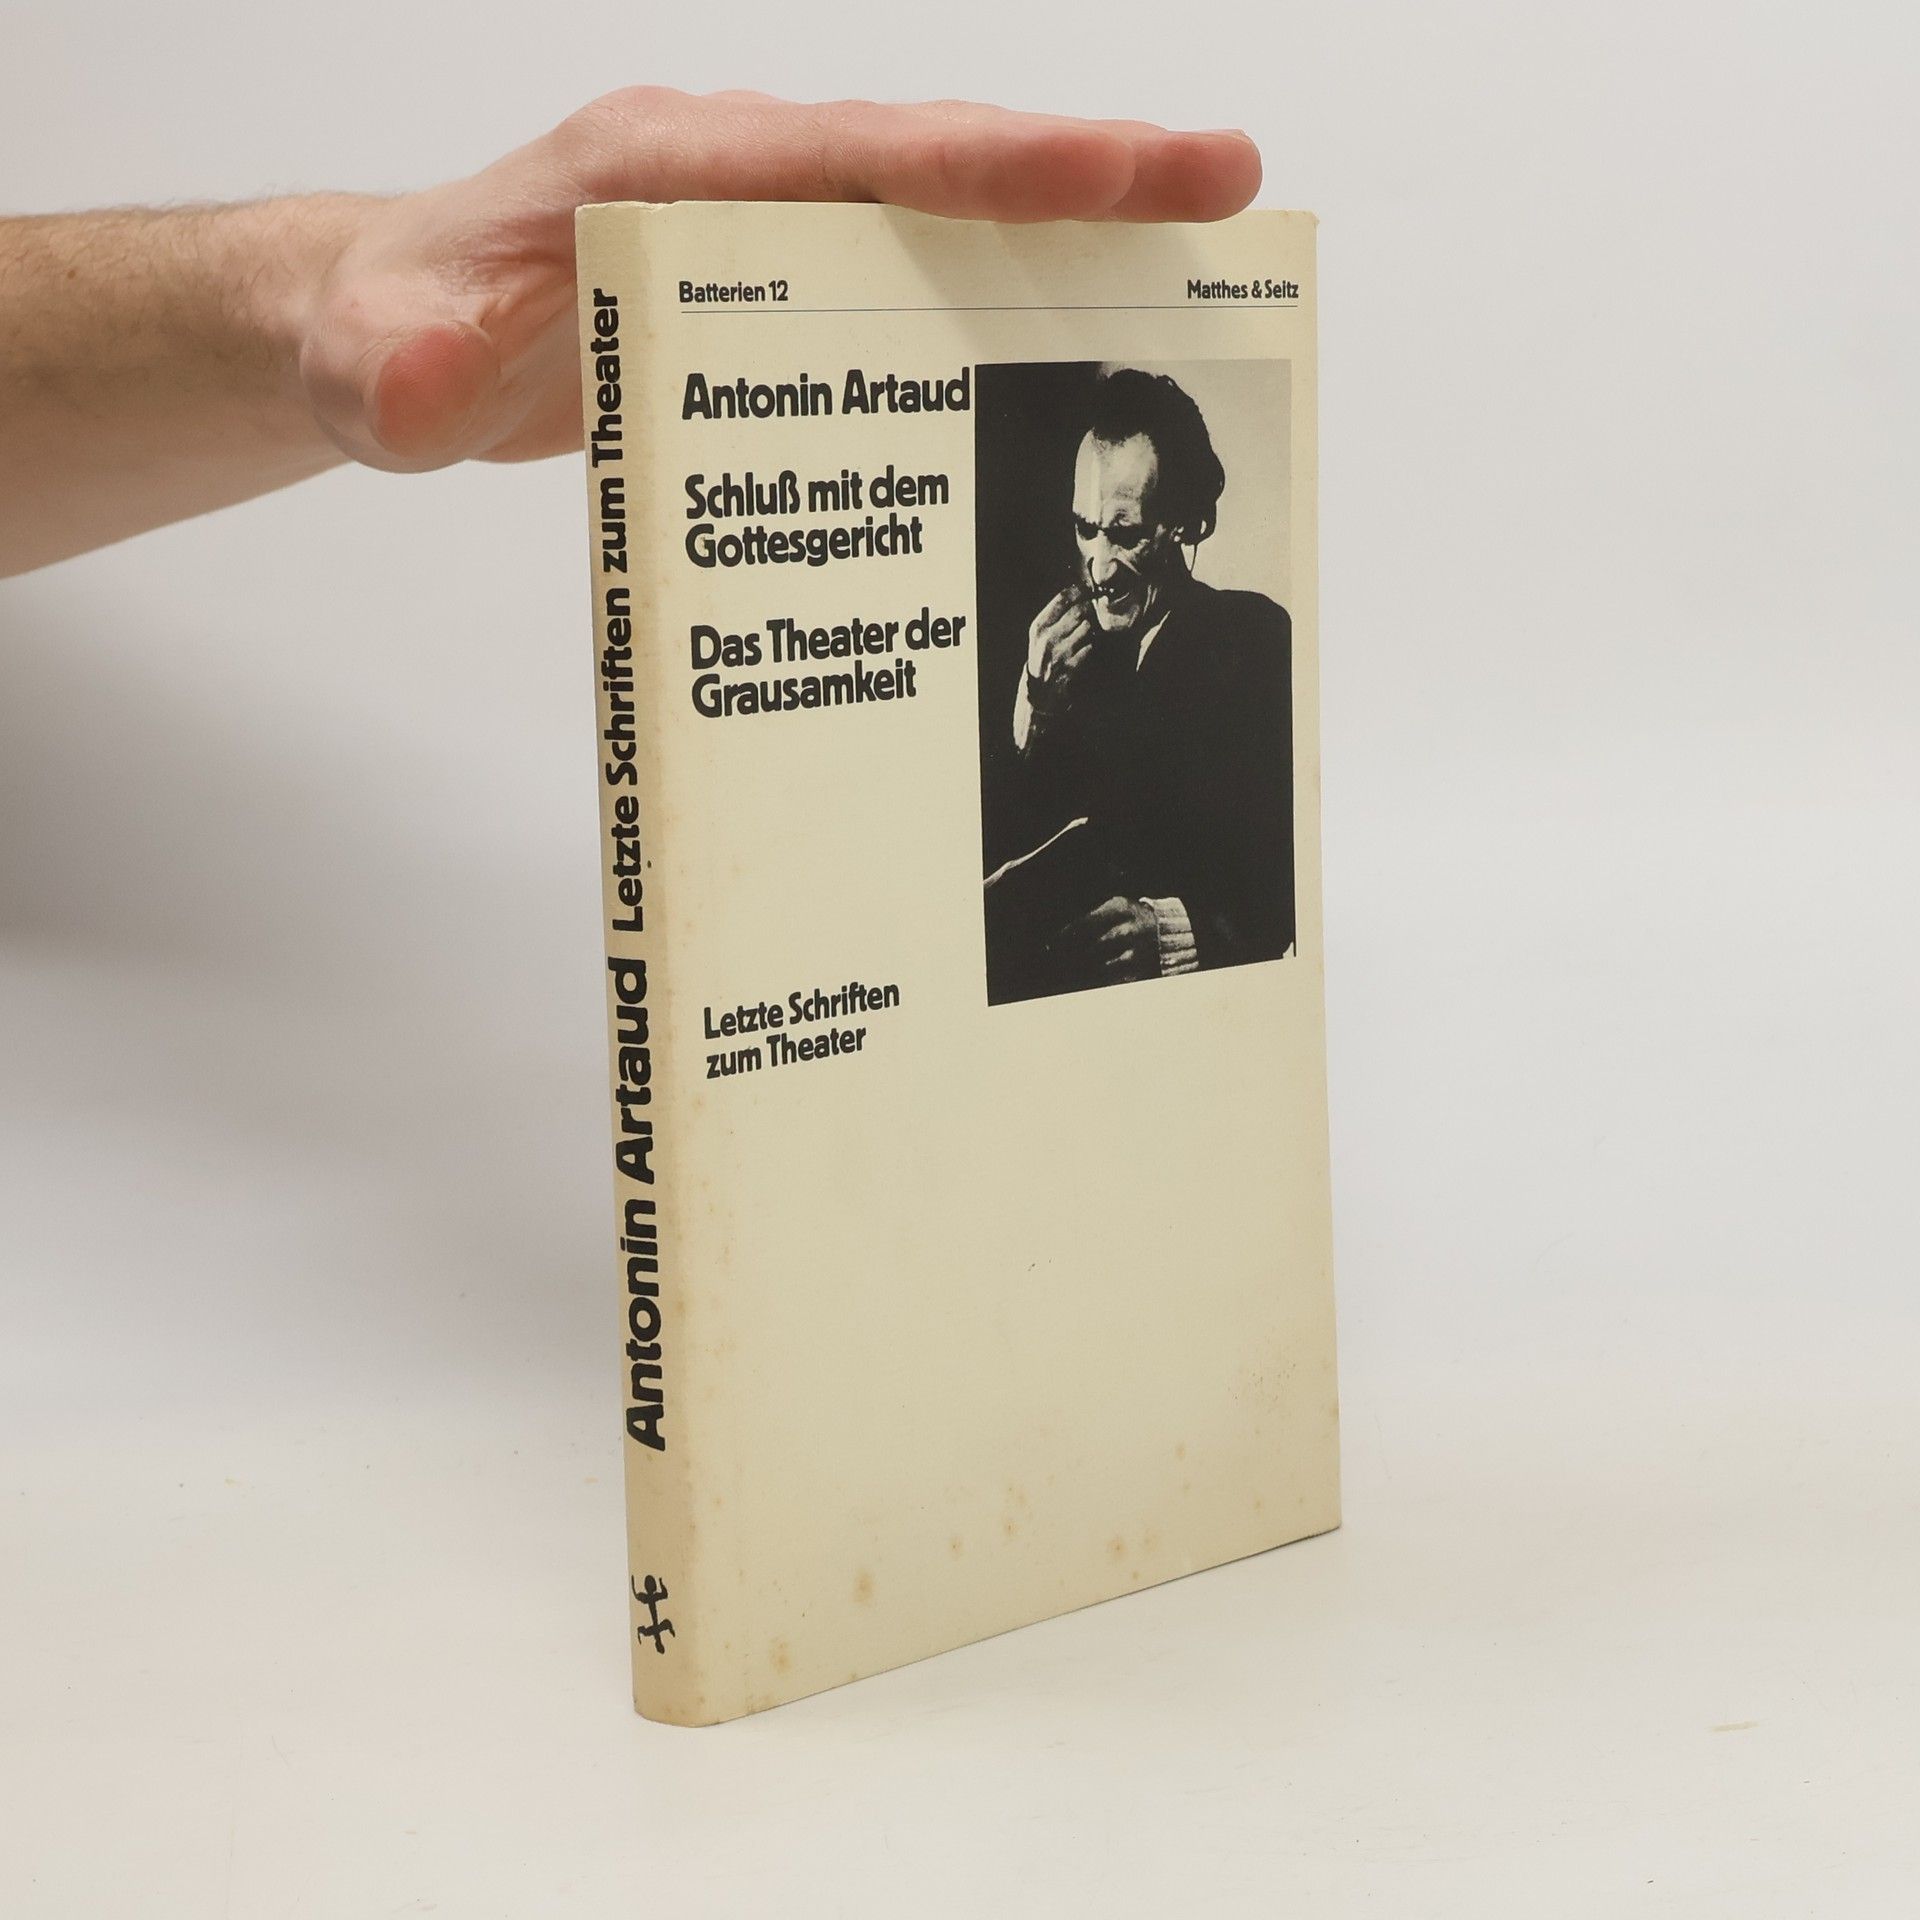 Batterien 12
Matthes & Seitz
Antonin Artaud
Schluß mit dem
Gottesgericht
Das Theater der
Grausamkeit
Letzte Schriften
zum Theater
Antonin Artaud Letzte Schriften zum Theater